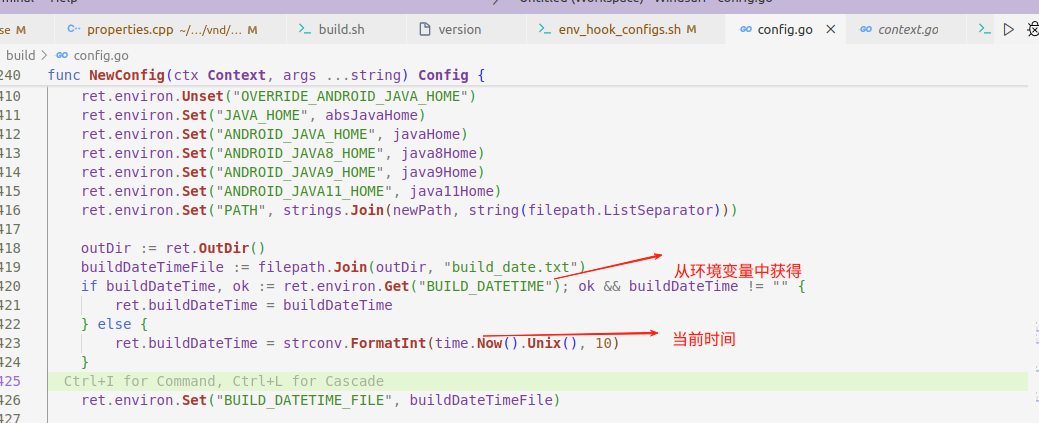 Untitled (Workspace) - Windsurf - config.go
M
properties.cpp ~/.../vnd/... M
build.sh
version
env_hook_configs.sh M
config.go
context.go
build > config.go
240 func NewConfig(ctx Context, args ...string) Config {
410 ret.environ.Unset("OVERRIDE_ANDROID_JAVA_HOME")
411 ret.environ.Set("JAVA_HOME", absJavaHome)
412 ret.environ.Set("ANDROID_JAVA_HOME", javaHome)
413 ret.environ.Set("ANDROID_JAVA8_HOME", java8Home)
414 ret.environ.Set("ANDROID_JAVA9_HOME", java9Home)
415 ret.environ.Set("ANDROID_JAVA11_HOME", java11Home)
416 ret.environ.Set("PATH", strings.Join(newPath, string(filepath.ListSeparator)))
417
418 outDir := ret.OutDir()
419 buildDateTimeFile := filepath.Join(outDir, "build_date.txt")
从环境变量中获得
420 if buildDateTime, ok := ret.environ.Get("BUILD_DATETIME"); ok && buildDateTime != "" {
421 ret.buildDateTime = buildDateTime
422 } else {
423 ret.buildDateTime = strconv.FormatInt(time.Now().Unix(), 10)
当前时间
424 }
425 Ctrl+I for Command, Ctrl+L for Cascade
426 ret.environ.Set("BUILD_DATETIME_FILE", buildDateTimeFile)
427